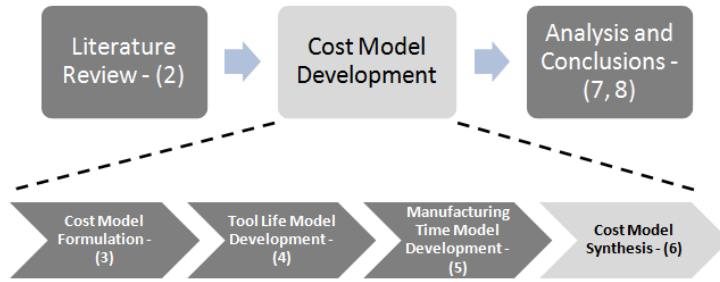 Literature
Review - (2)
Cost Model
Development
Analysis and
Conclusions -
(7, 8)
Cost Model
Formulation -
(3)
Tool Life Model
Development -
(4)
Manufacturing
Time Model
Development -
(5)
Cost Model
Synthesis - (6)